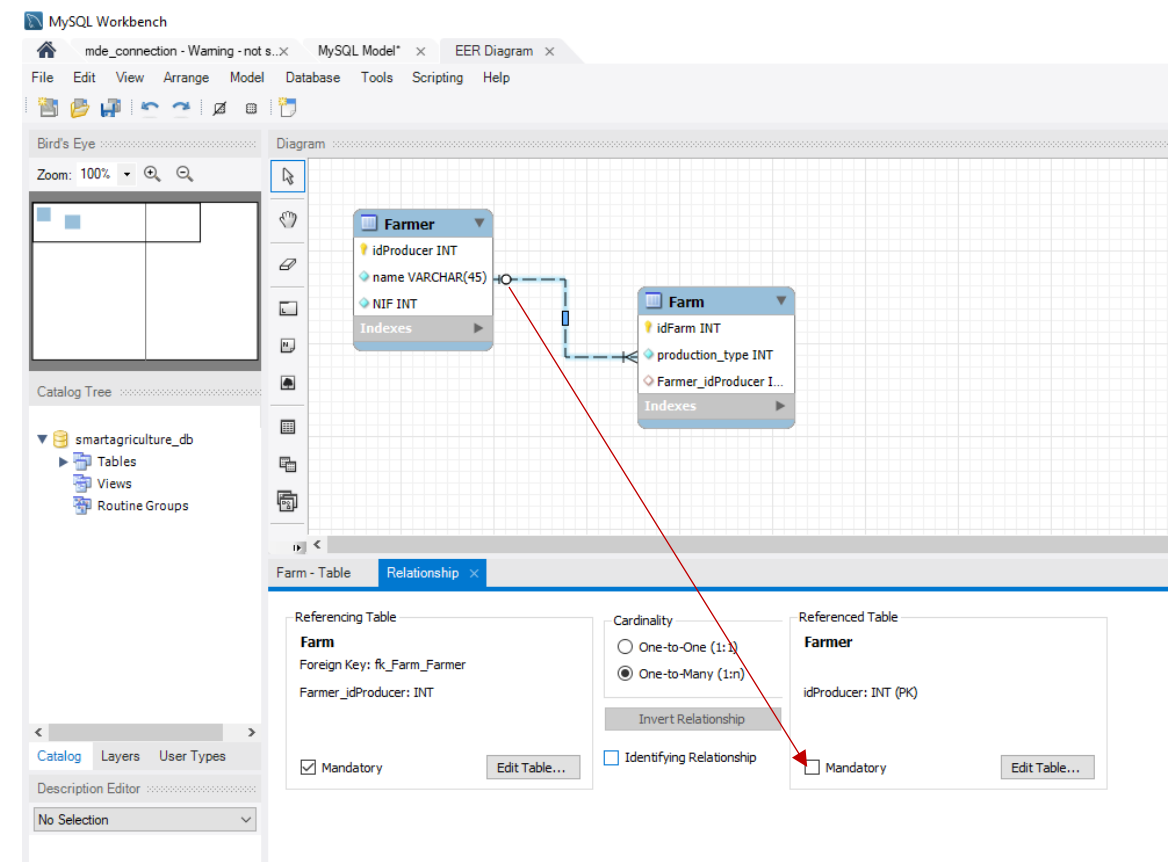 MySQL Workbench
mde_connection - Warning - not s...
MySQL Model*
EER Diagram
File Edit View Arrange Model Database Tools Scripting Help
Bird's Eye
Zoom: 100%
Diagram
Farmer
idProducer INT
name VARCHAR(45)
NIF INT
Indexes
Farm
idFarm INT
production_type INT
Farmer_idProducer I...
Indexes
Catalog Tree
smartagriculture_db
Tables
Views
Routine Groups
Catalog Layers User Types
Description Editor
No Selection
Farm - Table
Relationship
Referencing Table
Farm
Foreign Key: fk_Farm_Farmer
Farmer_idProducer: INT
Mandatory
Edit Table...
Cardinality
One-to-One (1:1)
One-to-Many (1:n)
Invert Relationship
Identifying Relationship
Referenced Table
Farmer
idProducer: INT (PK)
Mandatory
Edit Table...